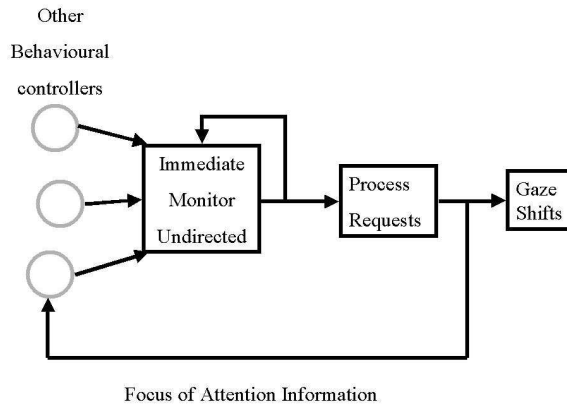 Other
Behavioural
controllers
Immediate
Monitor
Undirected
Process
Requests
Gaze
Shifts
Focus of Attention Information